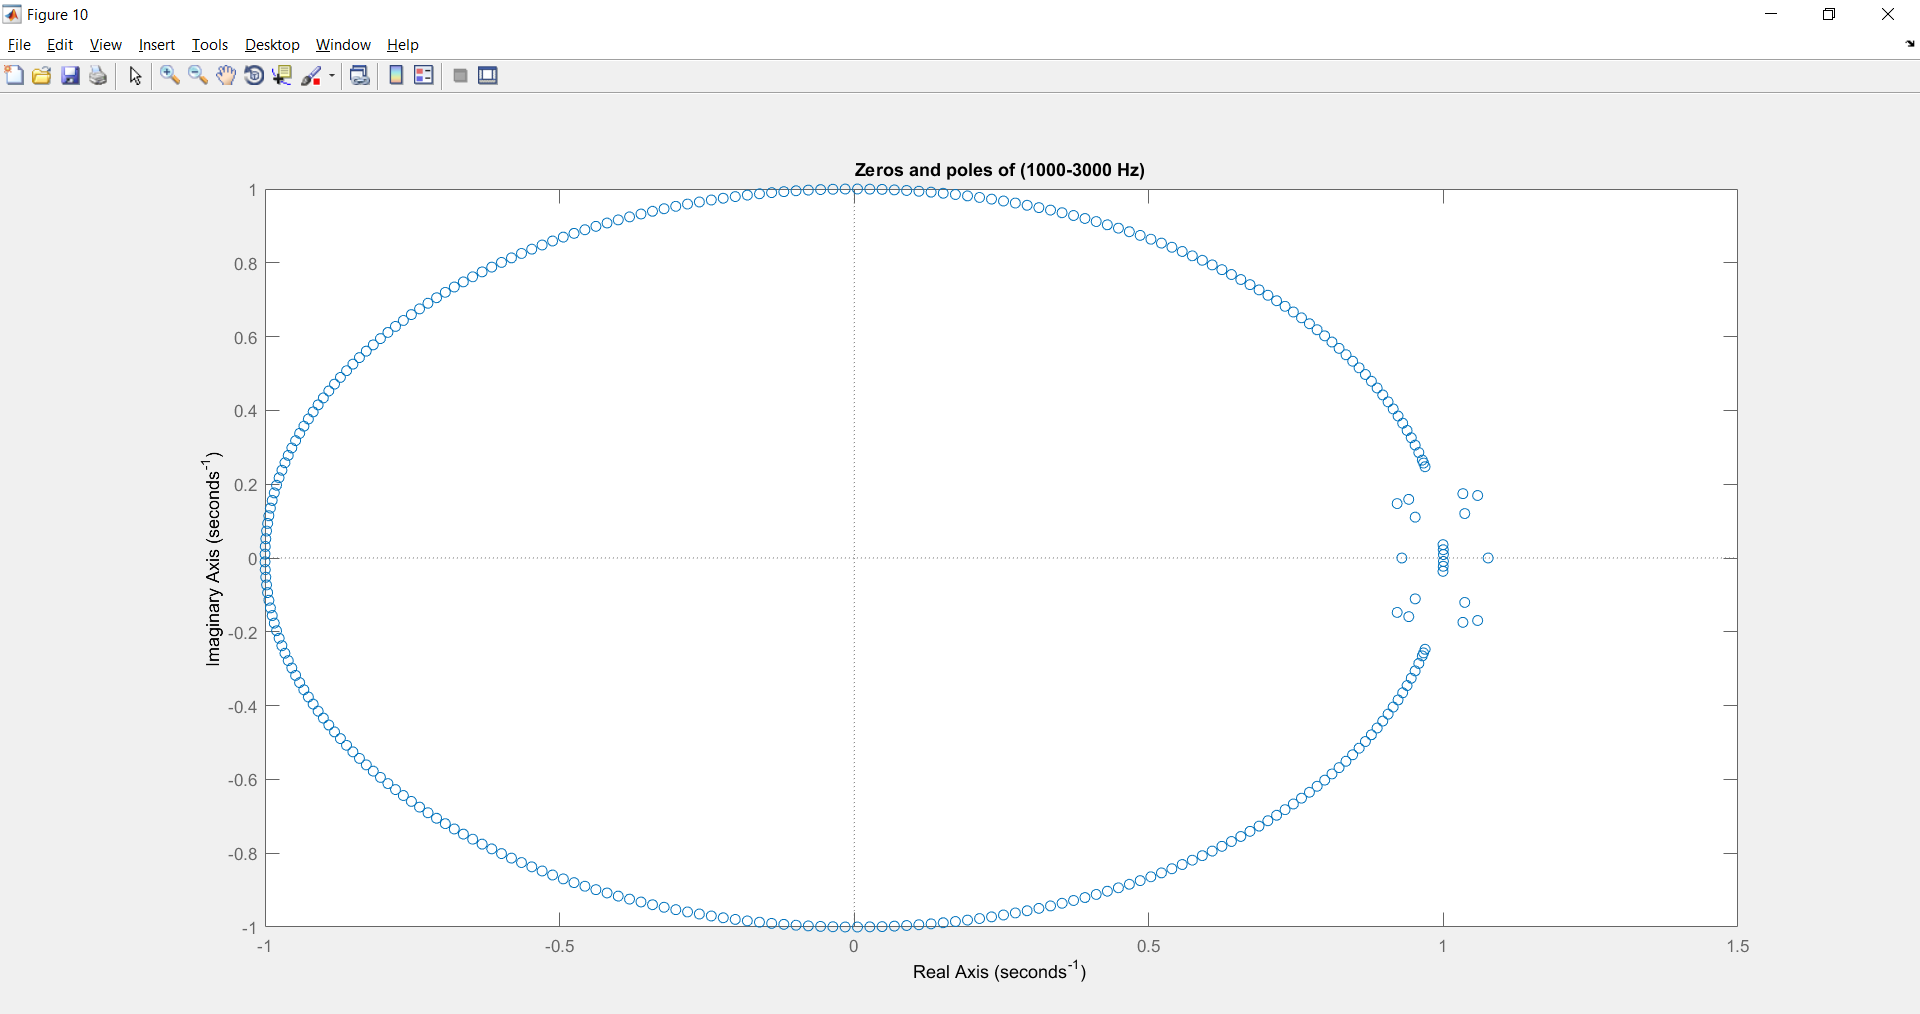 Figure 10
File Edit View Insert Tools Desktop Window Help
Zeros and poles of (1000-3000 Hz)
1
0.8
0.6
0.4
0.2
0
-0.2
-0.4
-0.6
-0.8
-1
Imaginary Axis (seconds⁻¹)
-1 -0.5 0 0.5 1 1.5
Real Axis (seconds⁻¹)